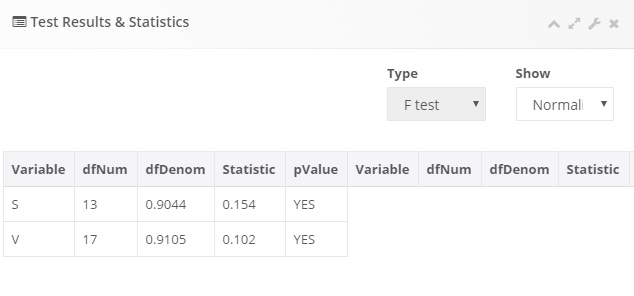 Test Results & Statistics
Type Show
F test Normali
Variable dfNum dfDenom Statistic pValue Variable dfNum dfDenom Statistic
S 13 0.9044 0.154 YES
V 17 0.9105 0.102 YES